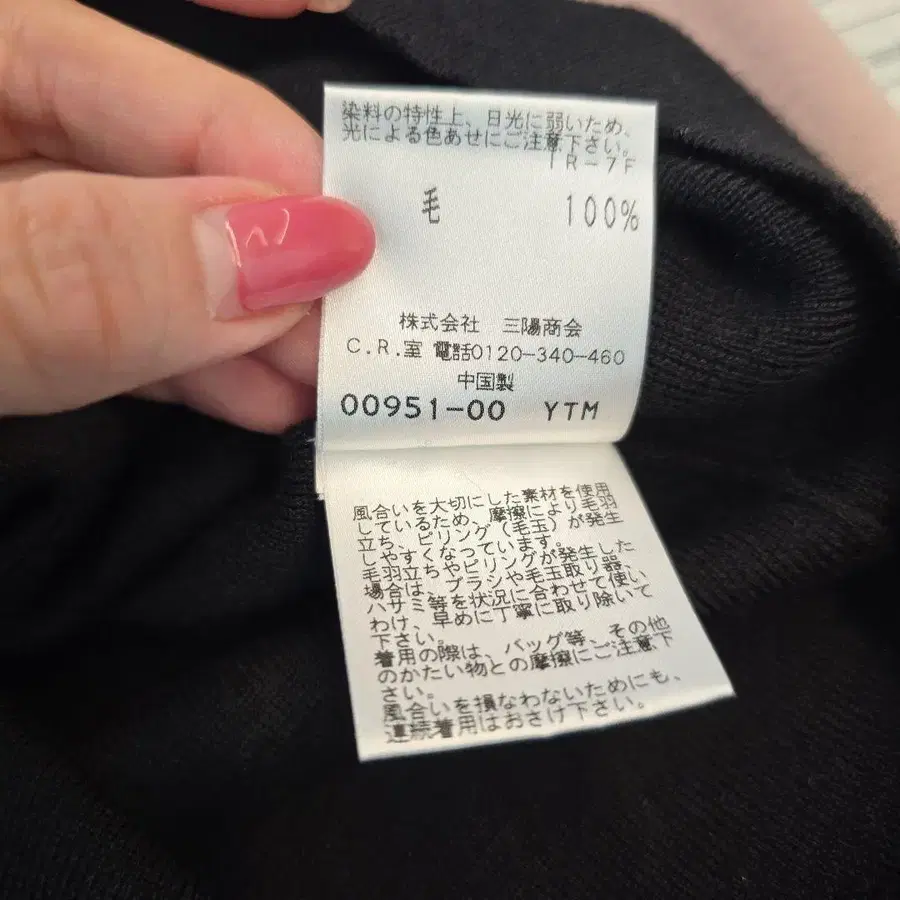 染料の特性上、日光に弱いため、
光による色あせにご注意下さい。
IR-7F
毛 100%
株式会社 三陽商会
C.R.室 電話0120-340-460
中国製
00951-00 YTM
風合いを大切にした素材を使用
しているため、摩擦により毛羽
立ち、ピリング(毛玉)が発生
しやすくなっています。
毛羽立ちやピリングが発生した
場合は、ブラシや毛玉取り器、
ハサミ等を状況に合わせて使い
わけ、早めに丁寧に取り除いて
下さい。
着用の際は、バッグ等、その他
のかたい物との摩擦にご注意下
さい。
風合いを損なわないためにも、
連続着用はおさけ下さい。